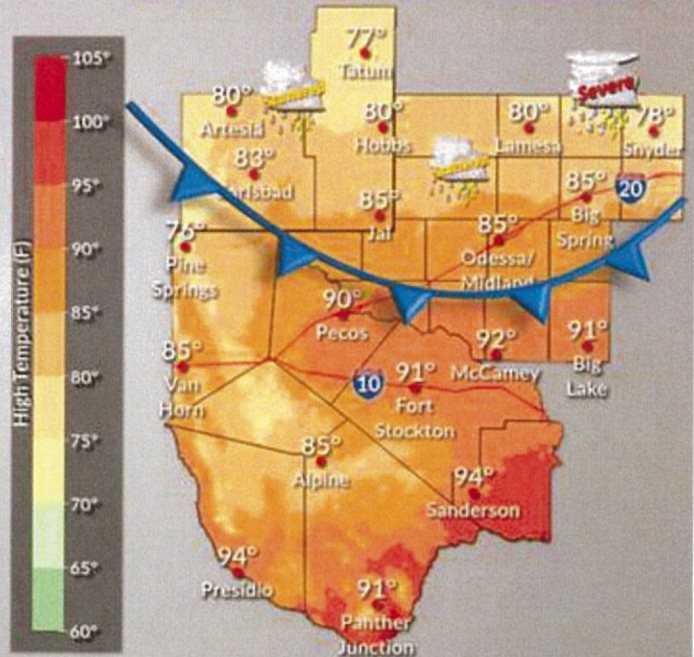 High Temperature (F)
105°
100°
95°
90°
85°
80°
75°
70°
65°
60°
77°
Tatum
80°
Artesia
80°
Hobbs
80°
Lamesa
Severe
78°
Snyder
83°
arlsbad
85°
Jal
85°
Big
Spring
20
76°
Pine
Springs
85°
Odessa/
Midland
90°
Pecos
92°
McCamey
91°
Big
Lake
85°
Van
Horn
10
91°
Fort
Stockton
85°
Alpine
94°
Sanderson
94°
Presidio
91°
Panther
Junction